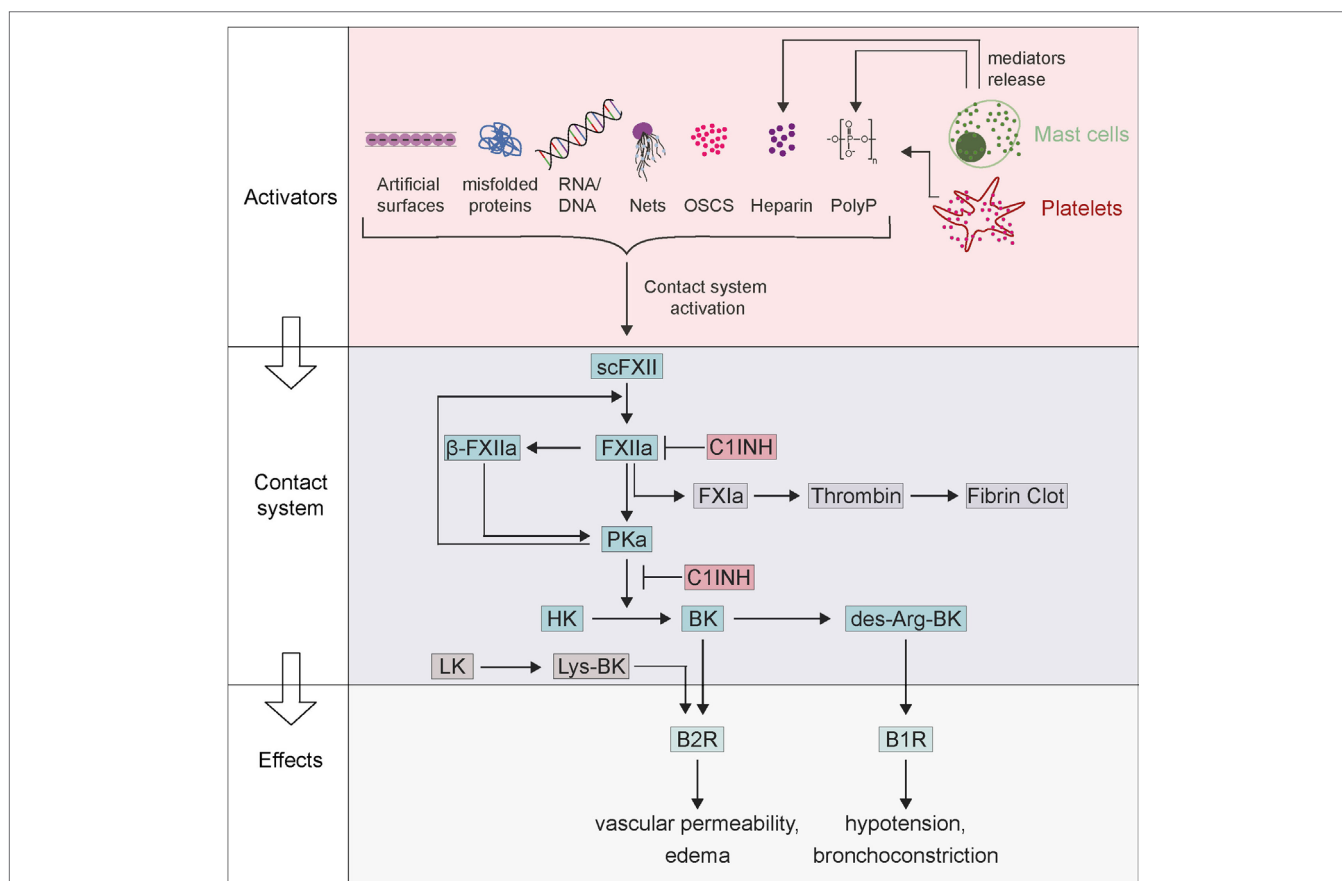 mediators
release
Mast cells
-O
O
P
O-
O
n
Artificial
surfaces
misfolded
proteins
RNA/
DNA
Nets
OSCS
Heparin
PolyP
Platelets
Activators
Contact system
activation
scFXII
β-FXIIa
FXIIa
C1INH
Contact
system
FXIa
Thrombin
Fibrin Clot
PKa
C1INH
HK
BK
des-Arg-BK
LK
Lys-BK
Effects
B2R
B1R
vascular permeability,
edema
hypotension,
bronchoconstriction